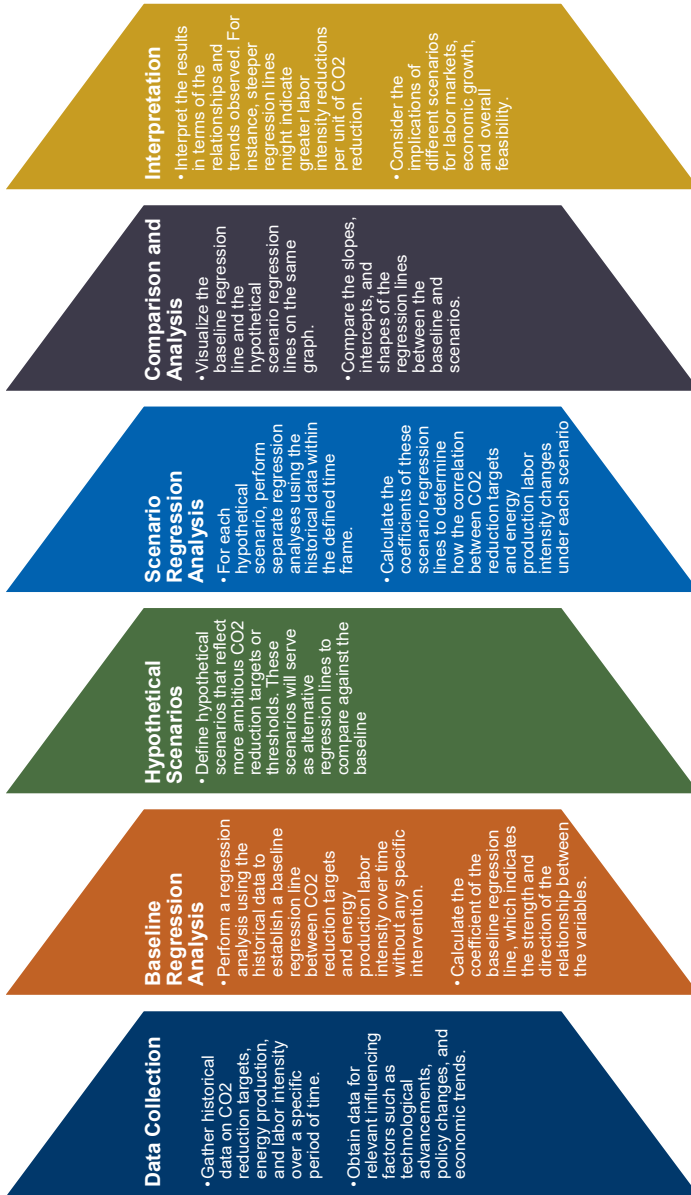 Data Collection
• Gather historical
data on CO2
reduction targets,
energy production,
and labor intensity
over a specific
period of time.
• Obtain data for
relevant influencing
factors such as
technological
advancements,
policy changes, and
economic trends.
Baseline
Regression
Analysis
• Perform a regression
analysis using the
historical data to
establish a baseline
regression line
between CO2
reduction targets
and energy
production labor
intensity over time
without any specific
intervention.
• Calculate the
coefficient of the
baseline regression
line, which indicates
the strength and
direction of the
relationship between
the variables.
Hypothetical
Scenarios
• Define hypothetical
scenarios that reflect
more ambitious CO2
reduction targets or
thresholds. These
scenarios will serve
as alternative
regression lines to
compare against the
baseline
Scenario
Regression
Analysis
• For each
hypothetical
scenario, perform
separate regression
analyses using the
historical data within
the defined time
frame.
• Calculate the
coefficients of these
scenario regression
lines to determine
how the correlation
between CO2
reduction targets
and energy
production labor
intensity changes
under each scenario
Comparison and
Analysis
• Visualize the
baseline regression
line and the
hypothetical
scenario regression
lines on the same
graph.
• Compare the slopes,
intercepts, and
shapes of the
regression lines
between the
baseline and
scenarios.
Interpretation
• Interpret the results
in terms of the
relationships and
trends observed. For
instance, steeper
regression lines
might indicate
greater labor
intensity reductions
per unit of CO2
reduction.
• Consider the
implications of
different scenarios
for labor markets,
economic growth,
and overall
feasibility.